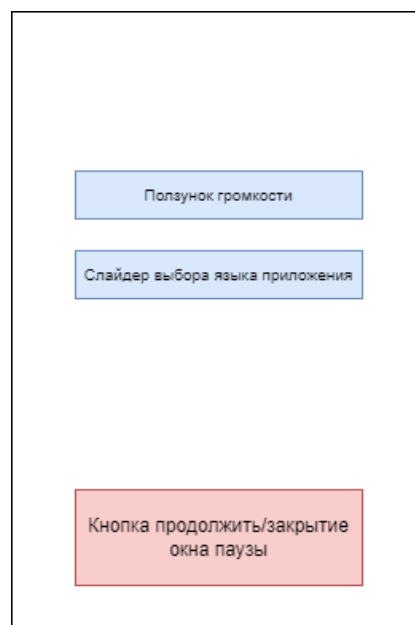 Ползунок громкости
Слайдер выбора языка приложения
Кнопка продолжить/закрытие
окна паузы